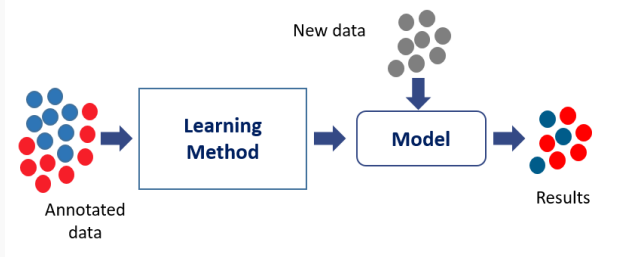 New data
Learning
Method
Model
Annotated
data
Results